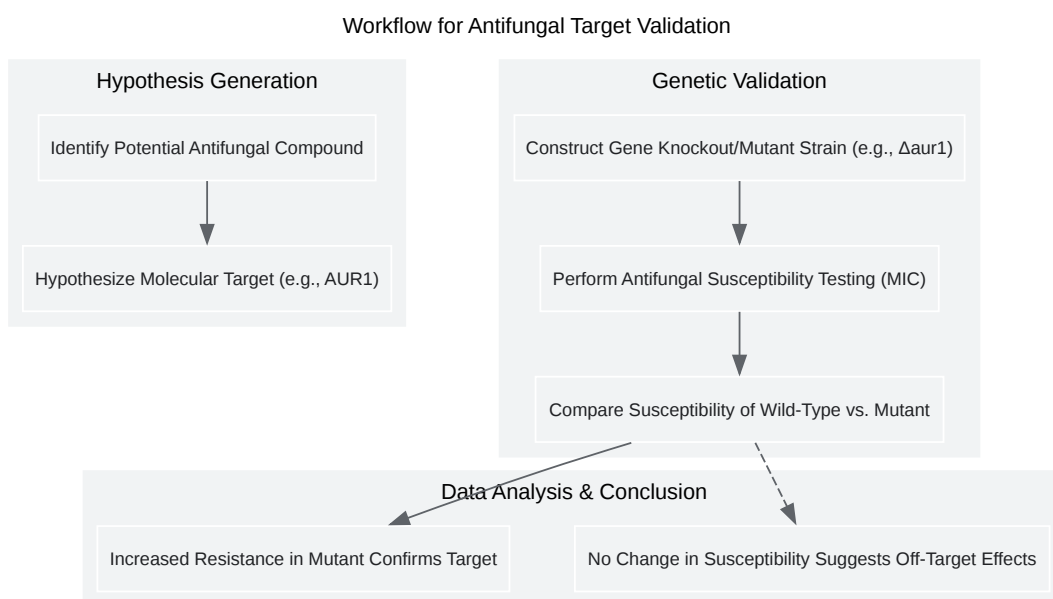 Workflow for Antifungal Target Validation
Hypothesis Generation
Identify Potential Antifungal Compound
Hypothesize Molecular Target (e.g., AUR1)
Genetic Validation
Construct Gene Knockout/Mutant Strain (e.g., Δaur1)
Perform Antifungal Susceptibility Testing (MIC)
Compare Susceptibility of Wild-Type vs. Mutant
Data Analysis & Conclusion
Increased Resistance in Mutant Confirms Target
No Change in Susceptibility Suggests Off-Target Effects